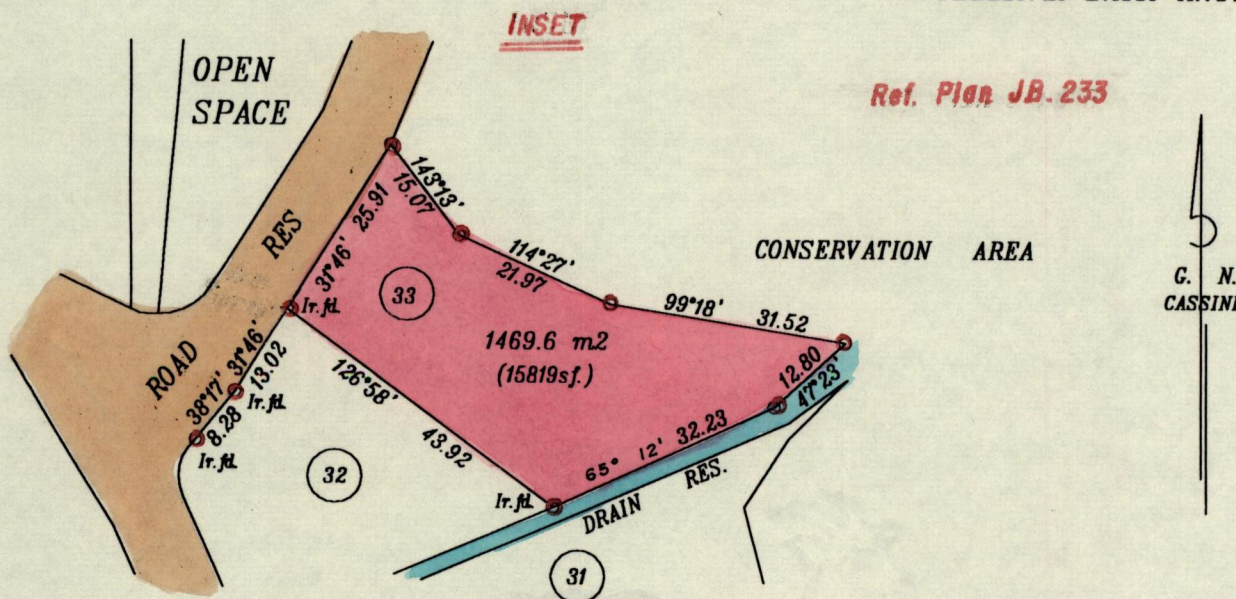 INSET
OPEN
SPACE
Ref. Plan JB. 233
143°13'
15.07
31°46' 25.91
RES
114°27'
21.97
CONSERVATION AREA
33
99°18'
31.52
G. N.
CASSINI
Ir. fd.
1469.6 m2
(15819sf.)
ROAD
31°46'
13.02
126°58'
43.92
12.80
47°23'
38°17'
8.28
Ir. fd.
Ir. fd.
65° 12' 32.23
32
Ir. fd.
DRAIN RES.
31